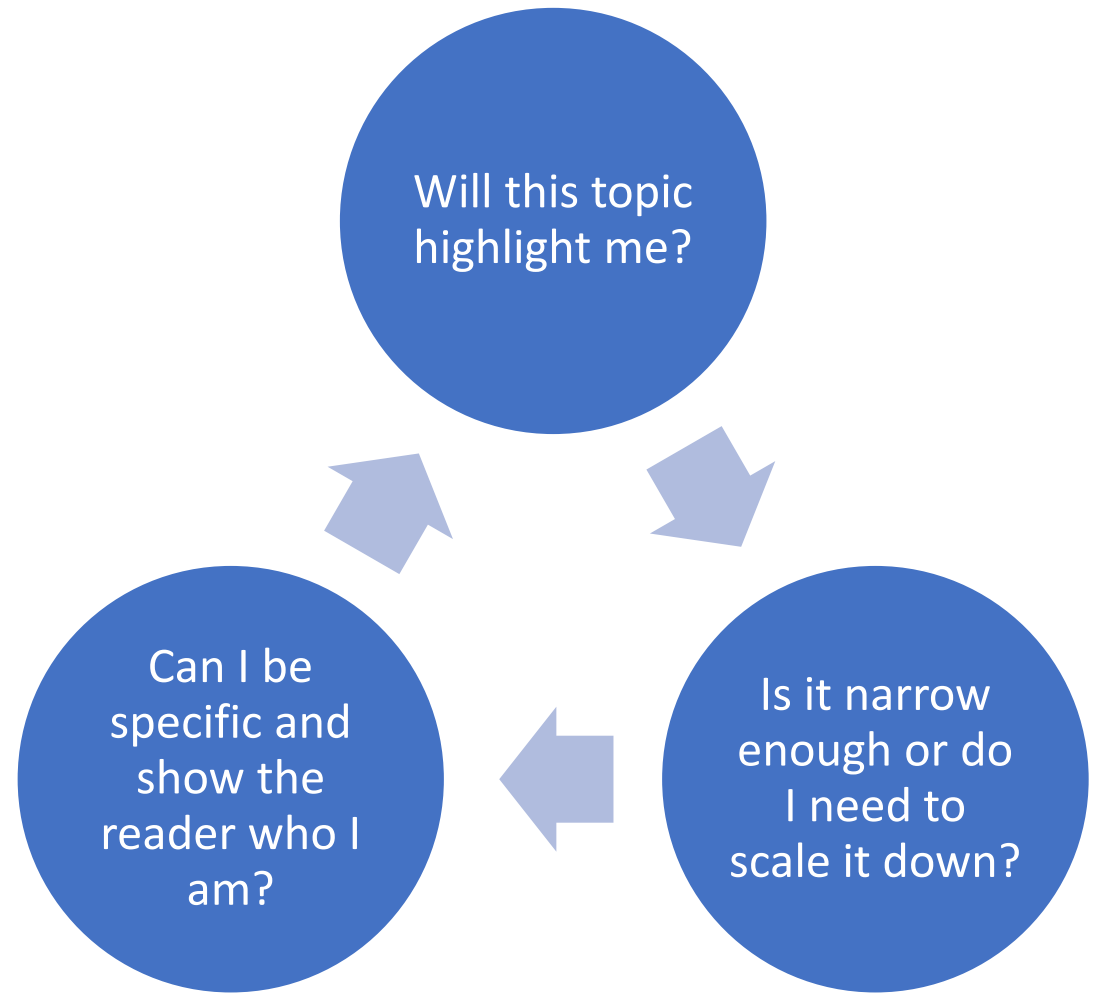 Will this topic
highlight me?
Is it narrow
enough or do
I need to
scale it down?
Can I be
specific and
show the
reader who I
am?